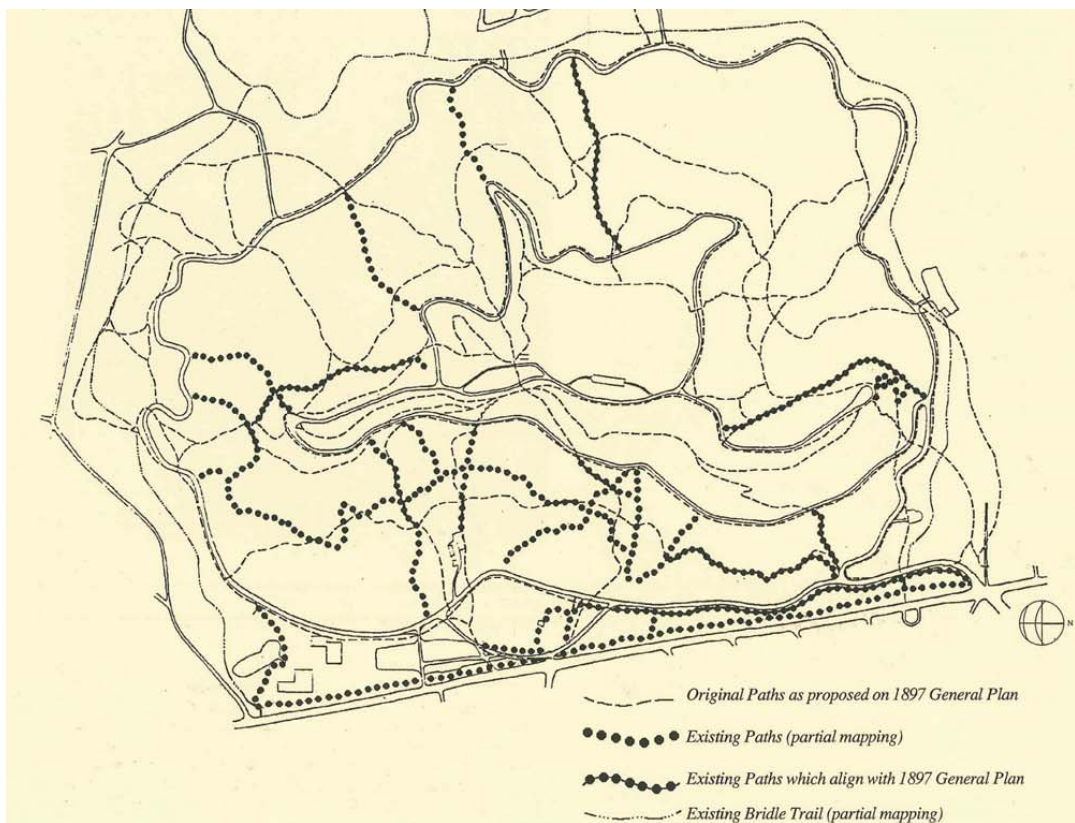 N
Original Paths as proposed on 1897 General Plan
Existing Paths (partial mapping)
Existing Paths which align with 1897 General Plan
Existing Bridle Trail (partial mapping)